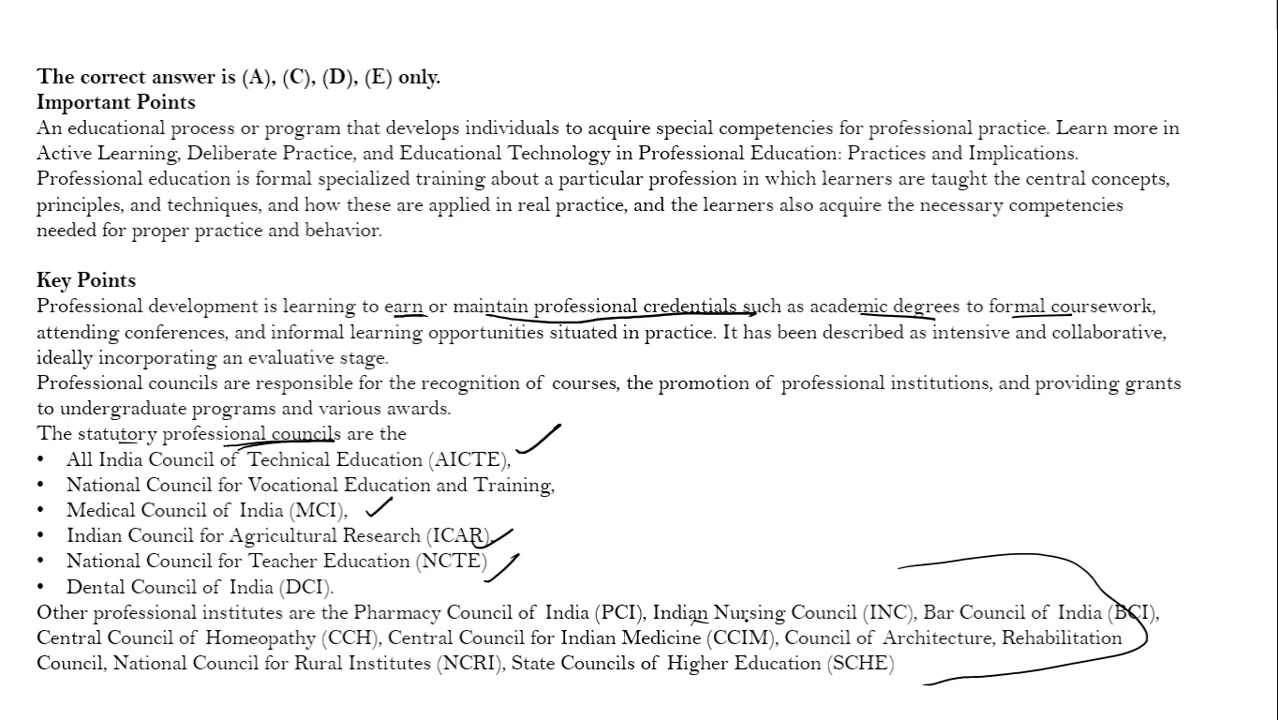 The correct answer is (A), (C), (D), (E) only.
Important Points
An educational process or program that develops individuals to acquire special competencies for professional practice. Learn more in
Active Learning, Deliberate Practice, and Educational Technology in Professional Education: Practices and Implications.
Professional education is formal specialized training about a particular profession in which learners are taught the central concepts,
principles, and techniques, and how these are applied in real practice, and the learners also acquire the necessary competencies
needed for proper practice and behavior.
Key Points
Professional development is learning to earn or maintain professional credentials such as academic degrees to formal coursework,
attending conferences, and informal learning opportunities situated in practice. It has been described as intensive and collaborative,
ideally incorporating an evaluative stage.
Professional councils are responsible for the recognition of courses, the promotion of professional institutions, and providing grants
to undergraduate programs and various awards.
The statutory professional councils are the
• All India Council of Technical Education (AICTE),
• National Council for Vocational Education and Training,
• Medical Council of India (MCI),
• Indian Council for Agricultural Research (ICAR),
• National Council for Teacher Education (NCTE)
• Dental Council of India (DCI).
Other professional institutes are the Pharmacy Council of India (PCI), Indian Nursing Council (INC), Bar Council of India (BCI),
Central Council of Homeopathy (CCH), Central Council for Indian Medicine (CCIM), Council of Architecture, Rehabilitation
Council, National Council for Rural Institutes (NCRI), State Councils of Higher Education (SCHE)